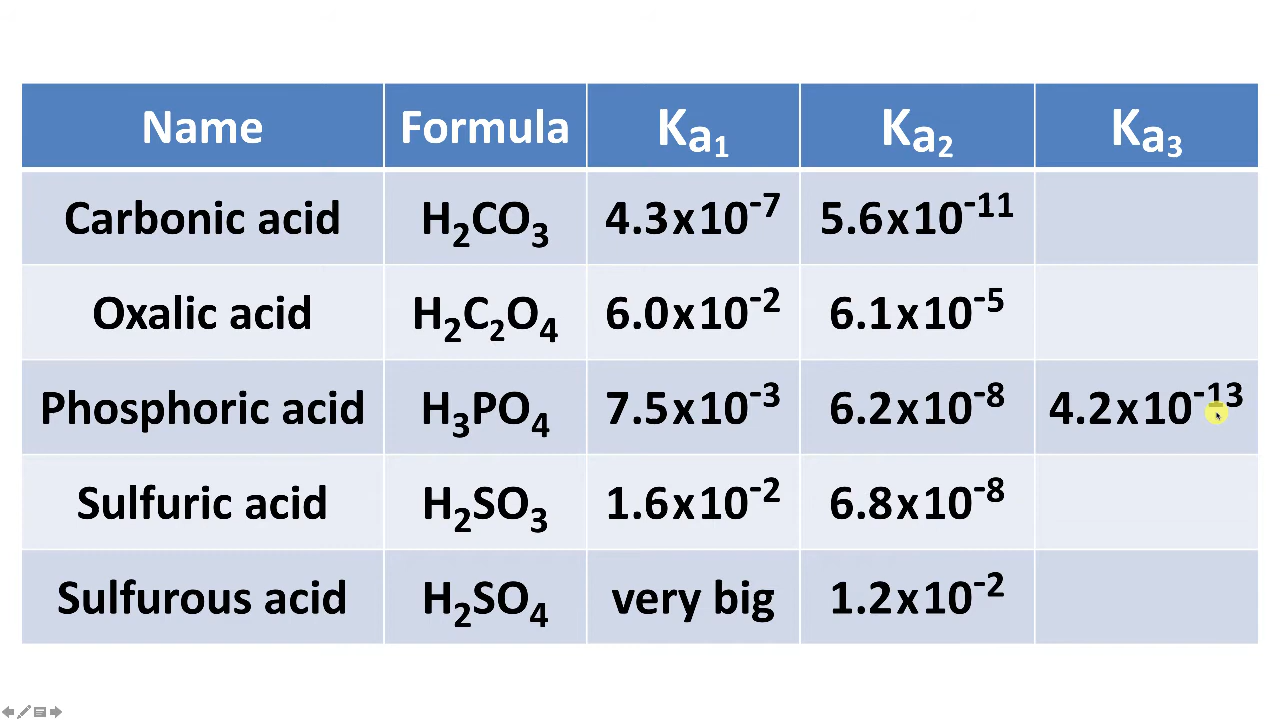 Name Formula Ka₁ Ka₂ Ka₃
Carbonic acid H₂CO₃ 4.3x10⁻⁷ 5.6x10⁻¹¹
Oxalic acid H₂C₂O₄ 6.0x10⁻² 6.1x10⁻⁵
Phosphoric acid H₃PO₄ 7.5x10⁻³ 6.2x10⁻⁸ 4.2x10⁻¹³
Sulfuric acid H₂SO₃ 1.6x10⁻² 6.8x10⁻⁸
Sulfurous acid H₂SO₄ very big 1.2x10⁻²